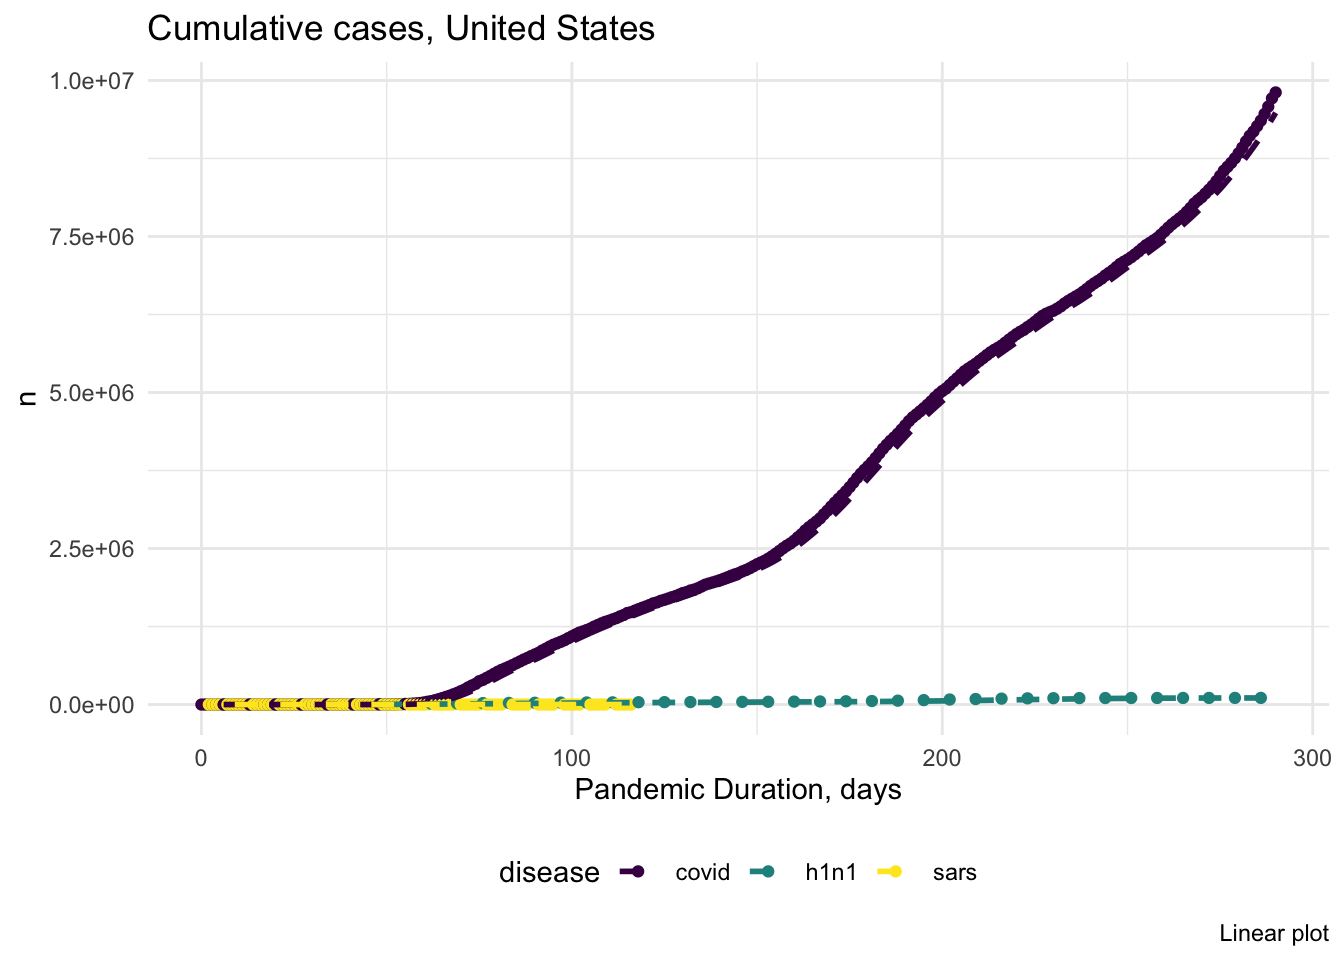 Cumulative cases, United States
1.0e+07
7.5e+06
5.0e+06
2.5e+06
0.0e+00
n
0 100 200 300
Pandemic Duration, days
disease covid h1n1 sars
Linear plot